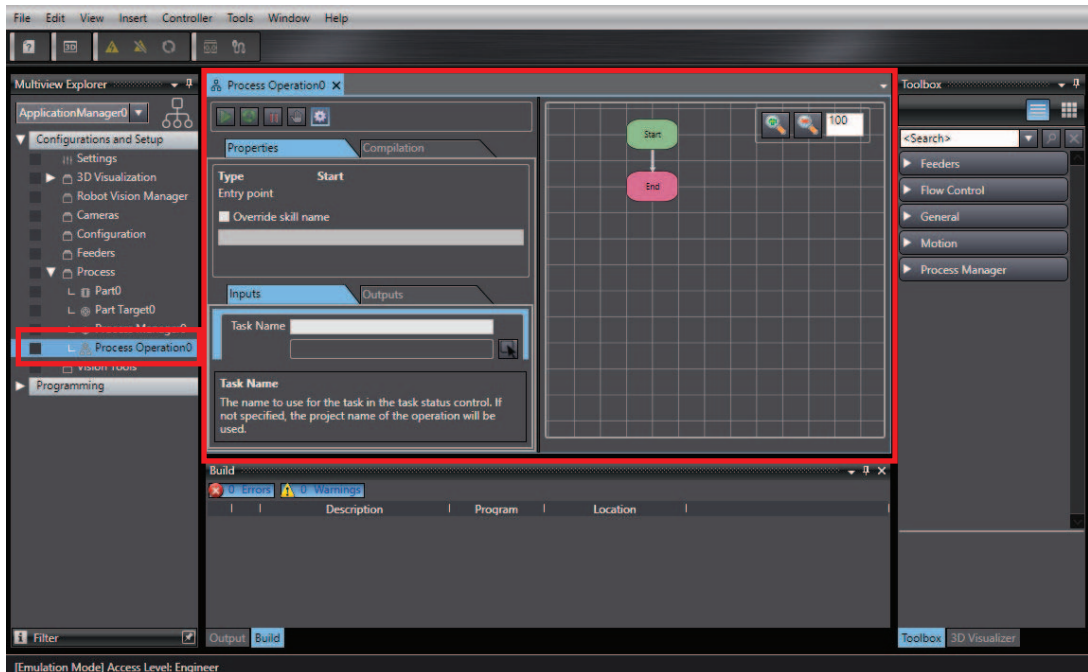 File Edit View Insert Controller Tools Window Help
3D
Multiview Explorer
ApplicationManager0
Configurations and Setup
Settings
3D Visualization
Robot Vision Manager
Cameras
Configuration
Feeders
Process
Part0
Part Target0
Process Manager0
Process Operation0
Vision Tools
Programming
Filter
Process Operation0
Properties Compilation
Type Start
Entry point
Override skill name
Inputs Outputs
Task Name
Task Name
The name to use for the task in the task status control. If
not specified, the project name of the operation will be
used.
100
Start
End
Build
0 Errors 0 Warnings
Description Program Location
Output Build
Toolbox
<Search>
Feeders
Flow Control
General
Motion
Process Manager
Toolbox 3D Visualizer
[Emulation Mode] Access Level: Engineer